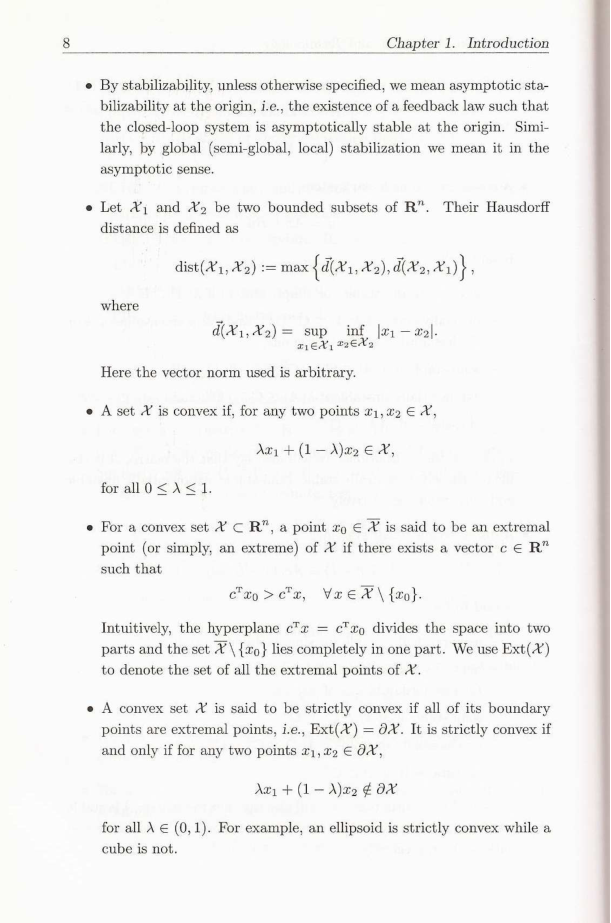 8 Chapter 1. Introduction
• By stabilizability, unless otherwise specified, we mean asymptotic sta-
bilizability at the origin, i.e., the existence of a feedback law such that
the closed-loop system is asymptotically stable at the origin. Simi-
larly, by global (semi-global, local) stabilization we mean it in the
asymptotic sense.
• Let 𝒳₁ and 𝒳₂ be two bounded subsets of Rⁿ. Their Hausdorff
distance is defined as
dist(𝒳₁, 𝒳₂) := max {d⃗(𝒳₁, 𝒳₂), d⃗(𝒳₂, 𝒳₁)},
where
d⃗(𝒳₁, 𝒳₂) = sup inf |x₁ − x₂|.
x₁∈𝒳₁ x₂∈𝒳₂
Here the vector norm used is arbitrary.
• A set 𝒳 is convex if, for any two points x₁, x₂ ∈ 𝒳,
λx₁ + (1 − λ)x₂ ∈ 𝒳,
for all 0 ≤ λ ≤ 1.
• For a convex set 𝒳 ⊂ Rⁿ, a point x₀ ∈ 𝒳̅ is said to be an extremal
point (or simply, an extreme) of 𝒳 if there exists a vector c ∈ Rⁿ
such that
cᵀx₀ > cᵀx, ∀ x ∈ 𝒳̅ \ {x₀}.
Intuitively, the hyperplane cᵀx = cᵀx₀ divides the space into two
parts and the set 𝒳̅ \ {x₀} lies completely in one part. We use Ext(𝒳)
to denote the set of all the extremal points of 𝒳.
• A convex set 𝒳 is said to be strictly convex if all of its boundary
points are extremal points, i.e., Ext(𝒳) = ∂𝒳. It is strictly convex if
and only if for any two points x₁, x₂ ∈ ∂𝒳,
λx₁ + (1 − λ)x₂ ∉ ∂𝒳
for all λ ∈ (0, 1). For example, an ellipsoid is strictly convex while a
cube is not.